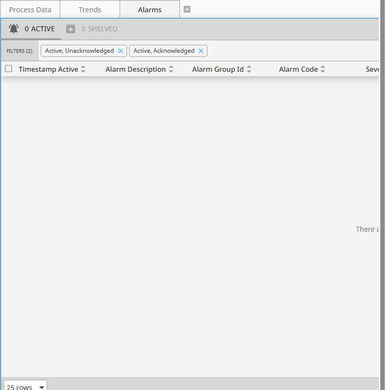 Process Data Trends Alarms
0 ACTIVE 0 SHELVED
FILTERS (2): Active, Unacknowledged Active, Acknowledged
Timestamp Active Alarm Description Alarm Group Id Alarm Code Seve
There a
25 rows